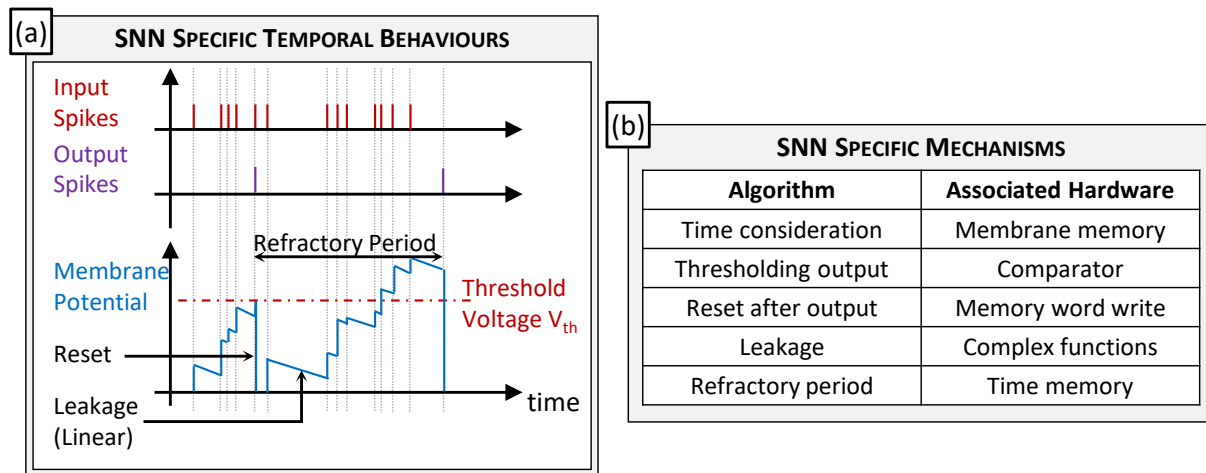 (a)
SNN SPECIFIC TEMPORAL BEHAVIOURS
Input
Spikes
Output
Spikes
Refractory Period
Membrane
Potential
Threshold
Voltage Vth
Reset
Leakage
(Linear)
time
(b)
SNN SPECIFIC MECHANISMS
Algorithm Associated Hardware
Time consideration Membrane memory
Thresholding output Comparator
Reset after output Memory word write
Leakage Complex functions
Refractory period Time memory